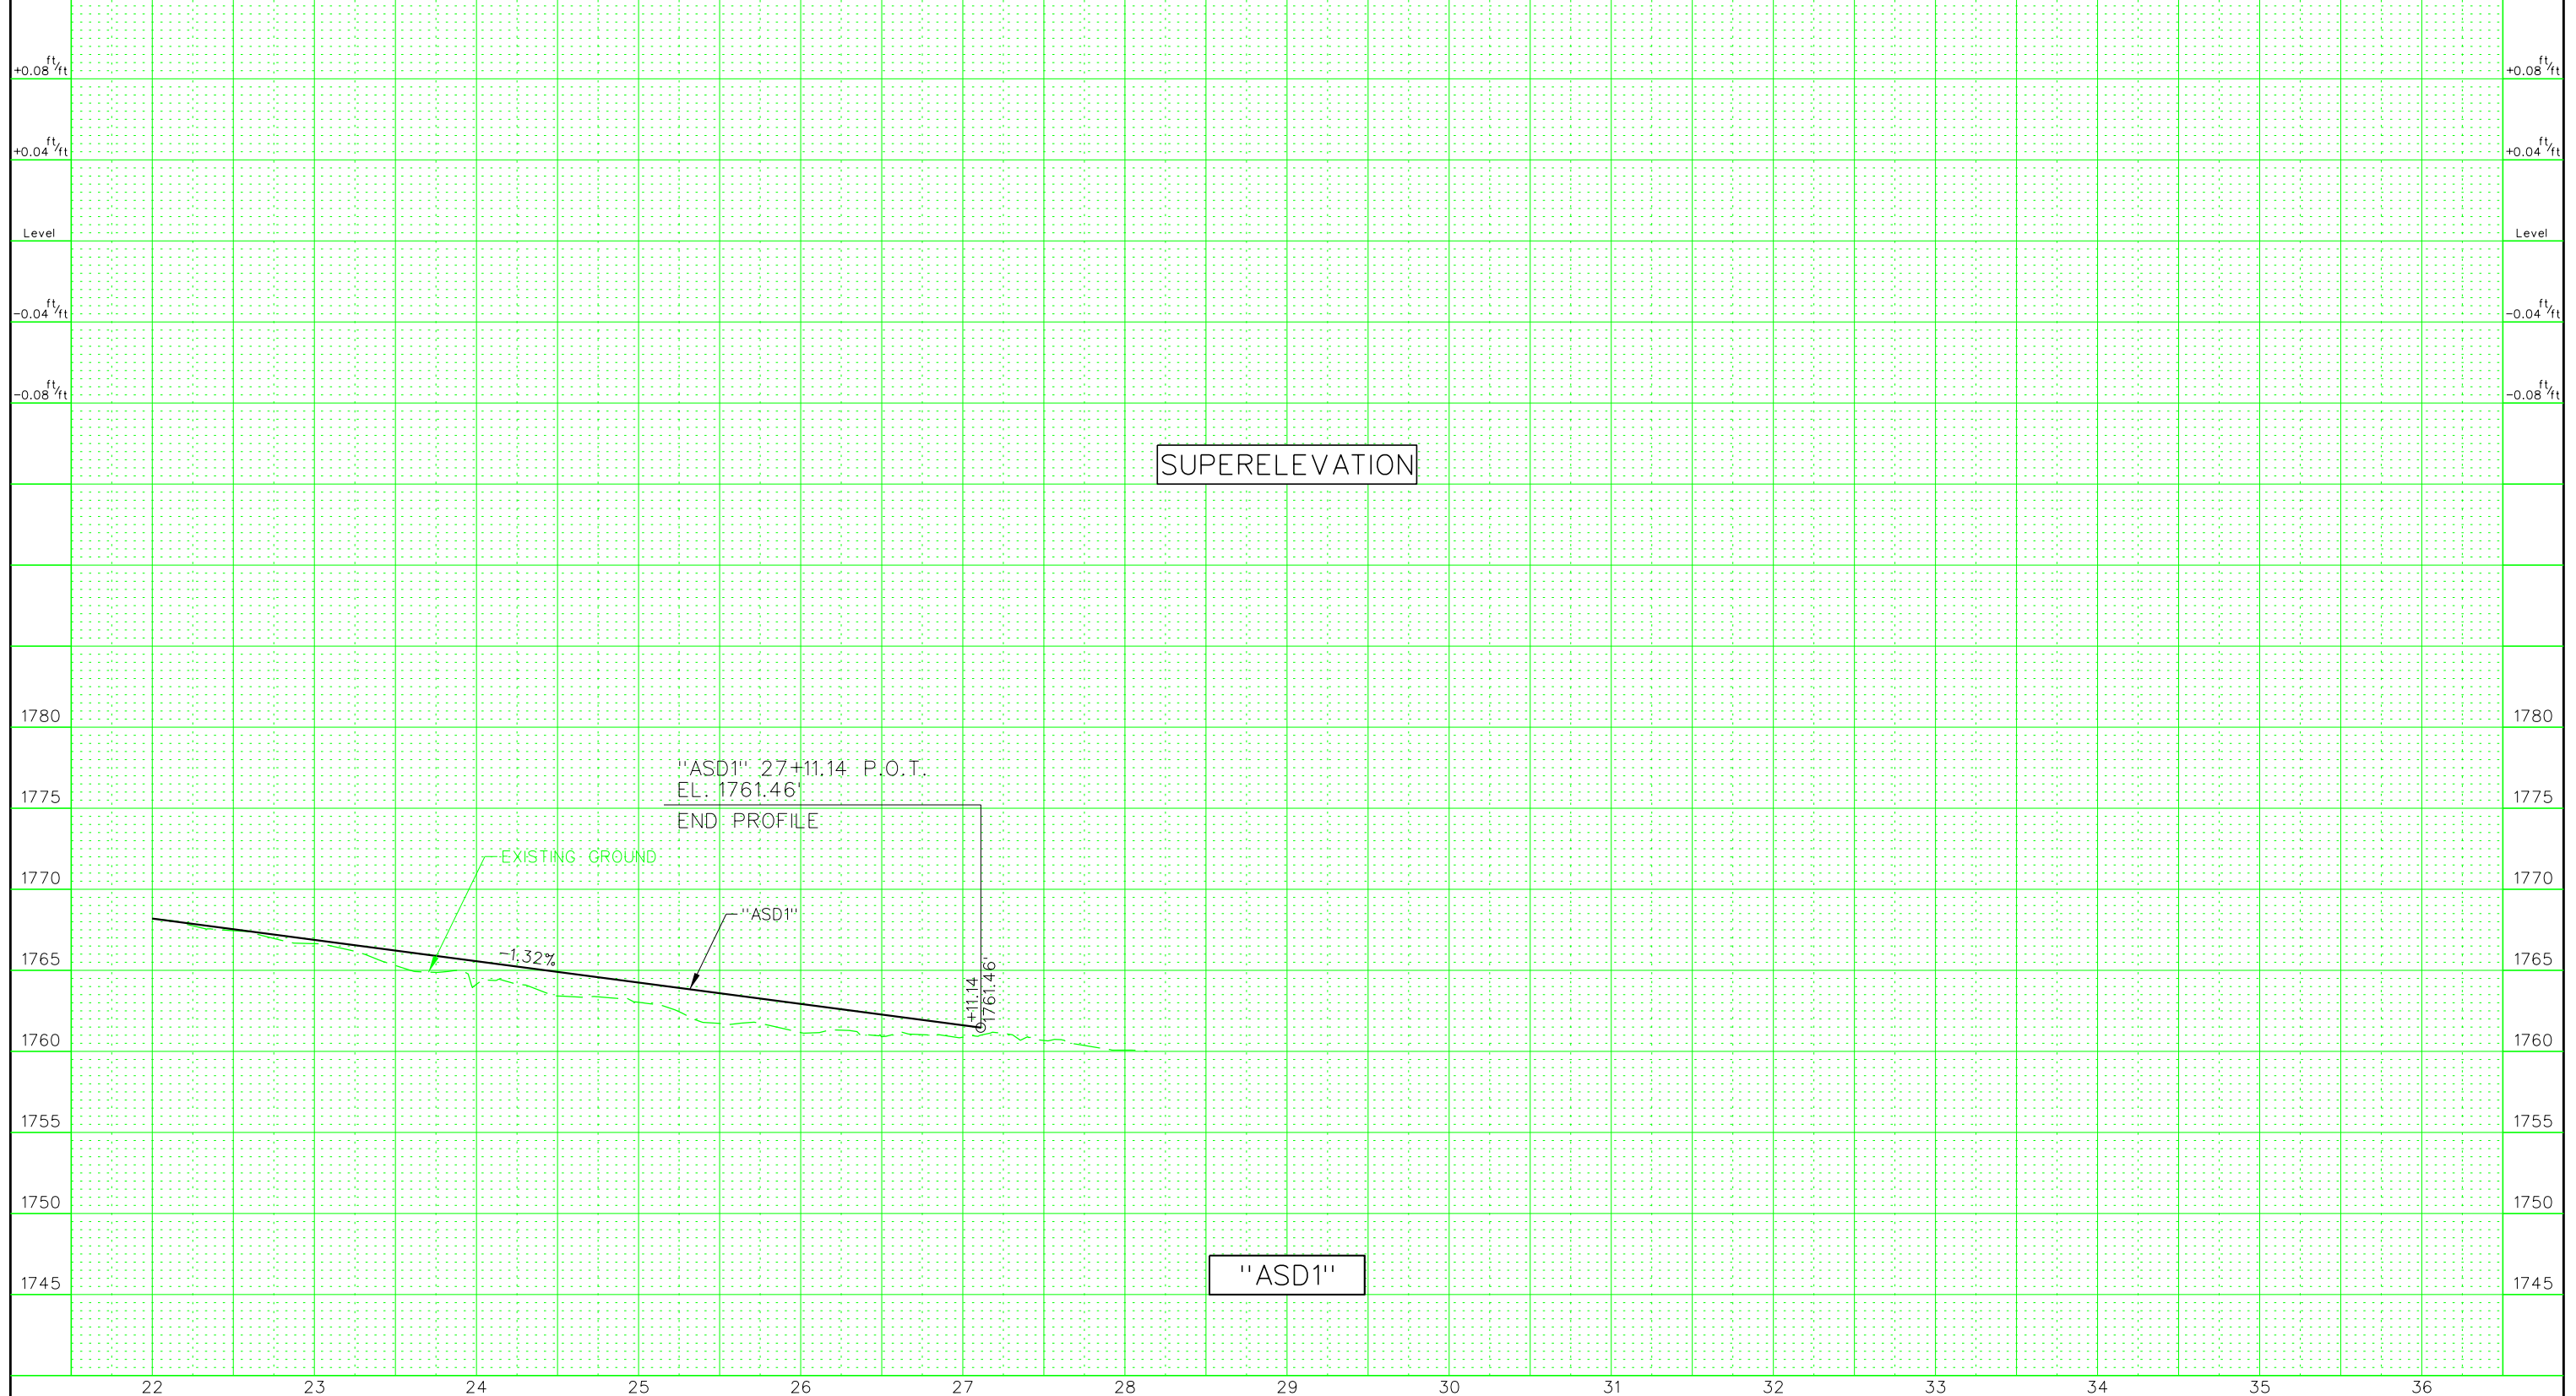 +0.08 ft/ft +0.08 ft/ft
+0.04 ft/ft +0.04 ft/ft
Level Level
-0.04 ft/ft -0.04 ft/ft
-0.08 ft/ft -0.08 ft/ft
SUPERELEVATION
1780 1780
"ASD1" 27+11.14 P.O.T.
EL. 1761.46'
1775 1775
END PROFILE
EXISTING GROUND
1770 1770
"ASD1"
-1.32%
1765 1765
+11.14
1761.46'
1760 1760
1755 1755
1750 1750
"ASD1"
1745 1745
22 23 24 25 26 27 28 29 30 31 32 33 34 35 36